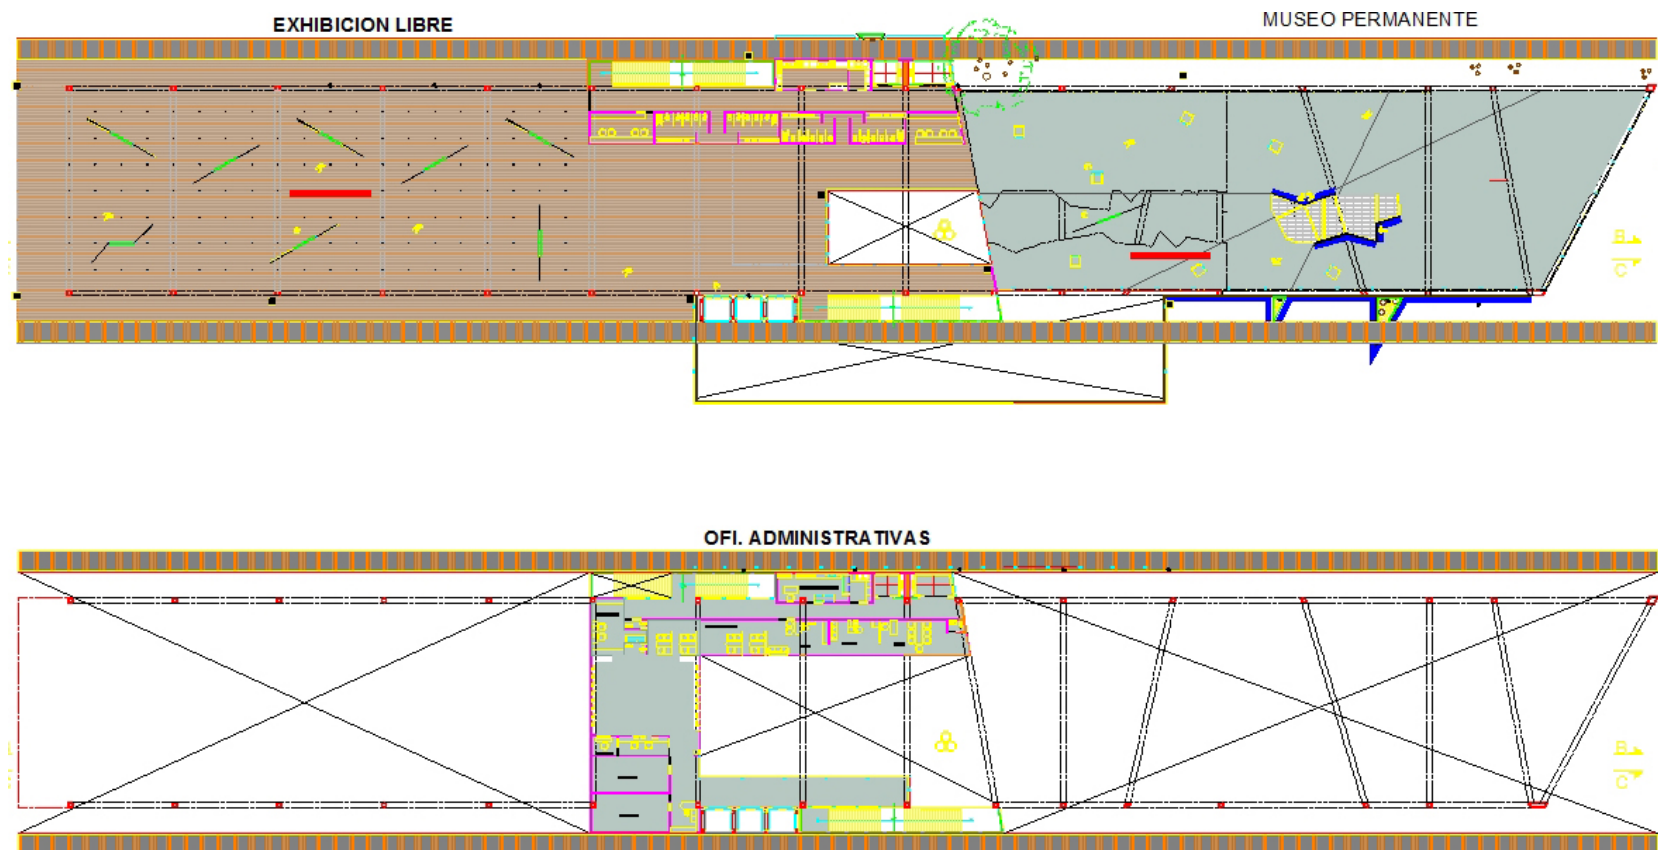 EXHIBICION LIBRE
MUSEO PERMANENTE
B
C
OFI. ADMINISTRATIVAS
B
C